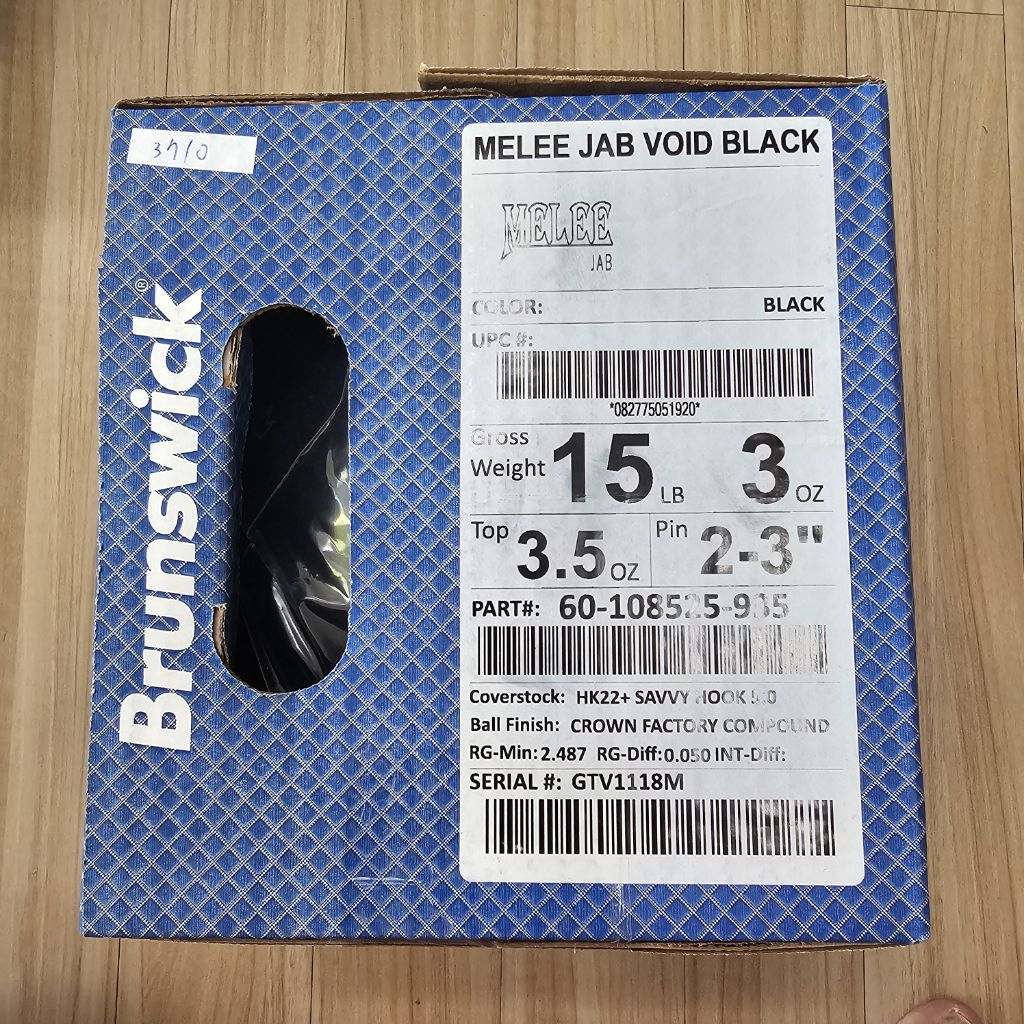 3710
Brunswick®
MELEE JAB VOID BLACK
MELEE
JAB
COLOR: BLACK
UPC #:
*082775051920*
Gross
Weight 15 LB 3 OZ
Top 3.5 OZ Pin 2-3"
PART#: 60-108525-935
Coverstock: HK22+ SAVVY HOOK
Ball Finish: CROWN FACTORY COMPOUND
RG-Min: 2.487 RG-Diff: 0.050 INT-Diff:
SERIAL #: GTV1118M